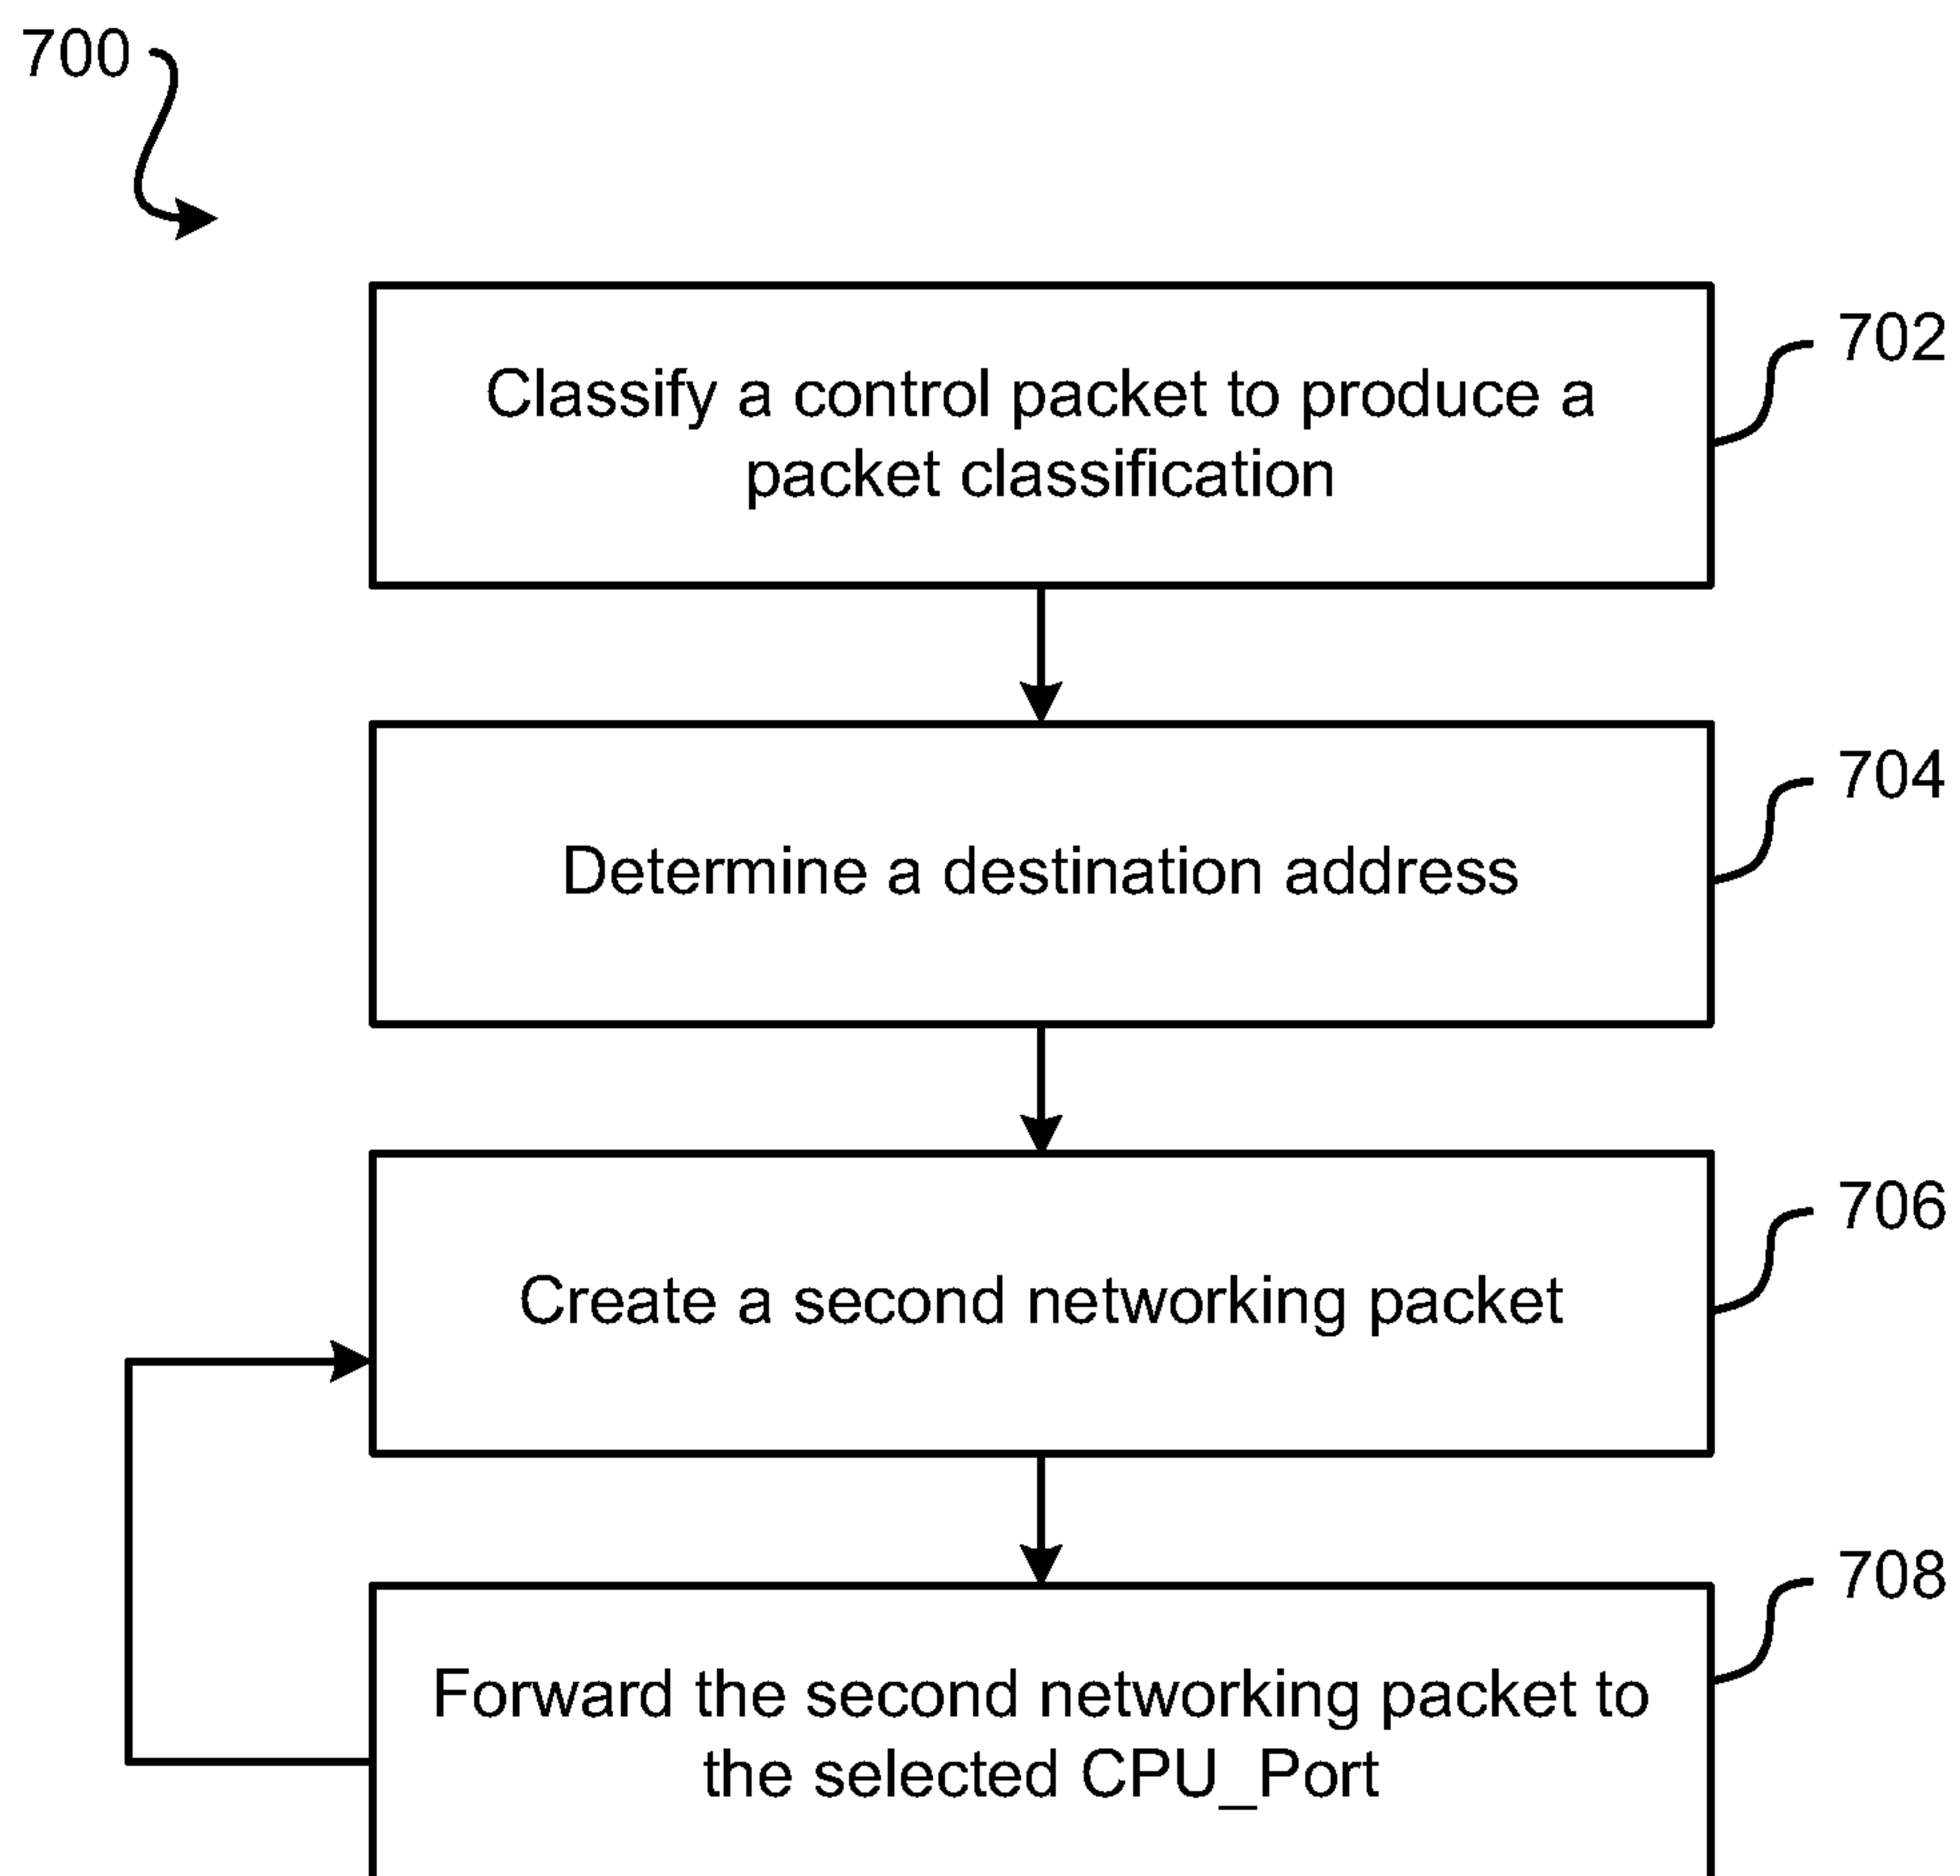 700
702
Classify a control packet to produce a
packet classification
704
Determine a destination address
706
Create a second networking packet
708
Forward the second networking packet to
the selected CPU_Port